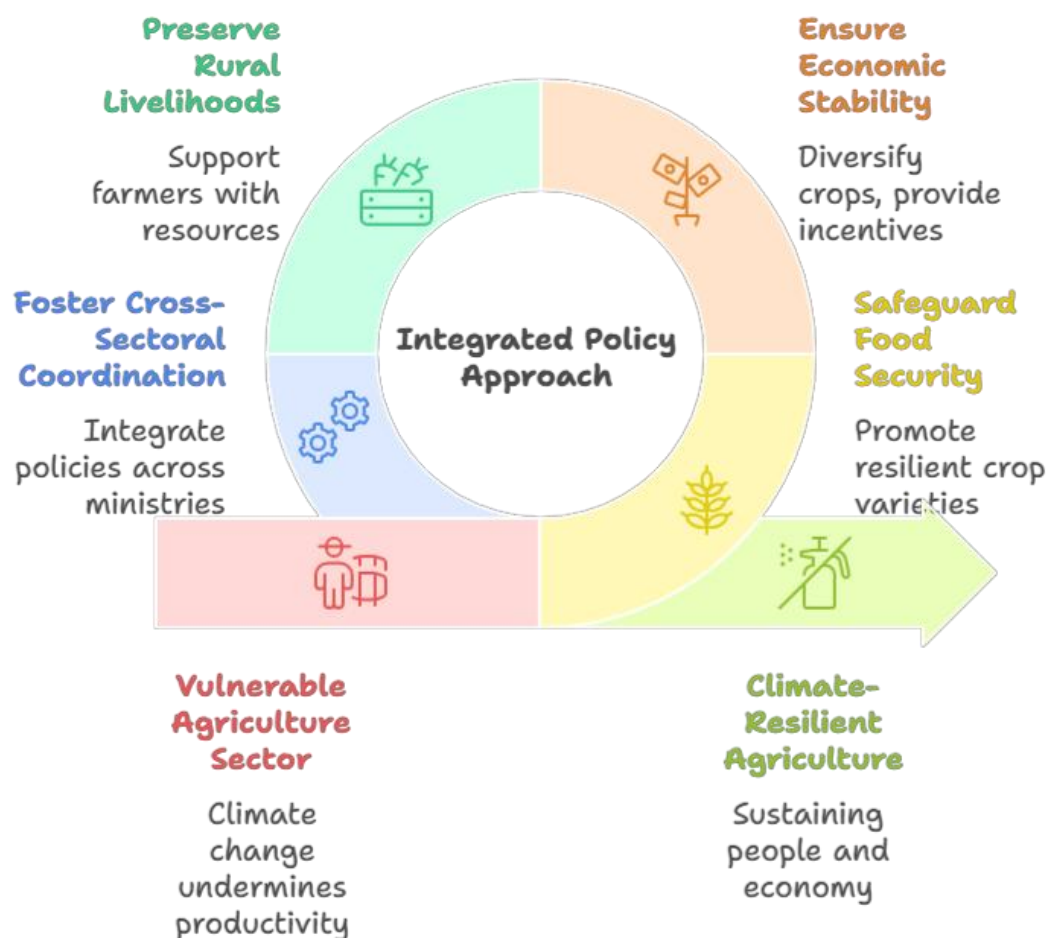 Preserve
Rural
Livelihoods
Support
farmers with
resources
Ensure
Economic
Stability
Diversify
crops, provide
incentives
Foster Cross-
Sectoral
Coordination
Integrate
policies across
ministries
Integrated Policy
Approach
Safeguard
Food
Security
Promote
resilient crop
varieties
Vulnerable
Agriculture
Sector
Climate
change
undermines
productivity
Climate-
Resilient
Agriculture
Sustaining
people and
economy